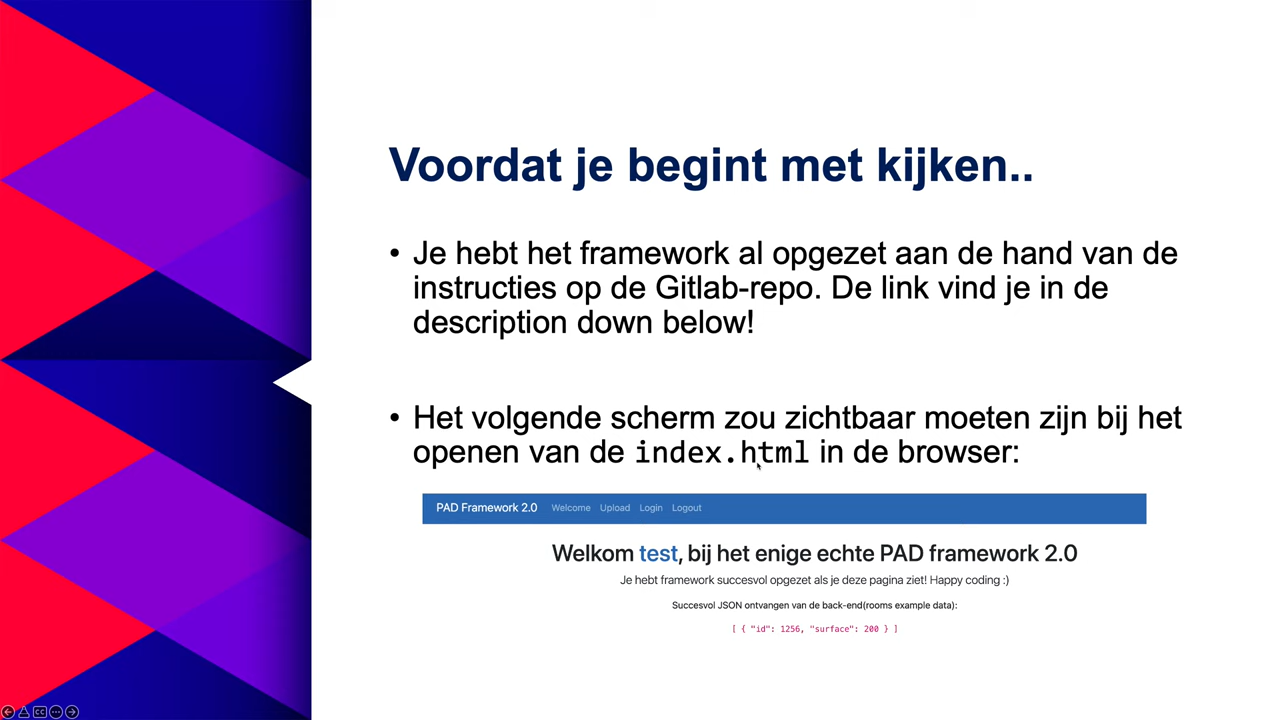 Voordat je begint met kijken..
• Je hebt het framework al opgezet aan de hand van de
instructies op de Gitlab-repo. De link vind je in de
description down below!
• Het volgende scherm zou zichtbaar moeten zijn bij het
openen van de index.html in de browser:
PAD Framework 2.0 Welcome Upload Login Logout
Welkom test, bij het enige echte PAD framework 2.0
Je hebt framework succesvol opgezet als je deze pagina ziet! Happy coding :)
Succesvol JSON ontvangen van de back-end(rooms example data):
[ { "id": 1256, "surface": 200 } ]
CC